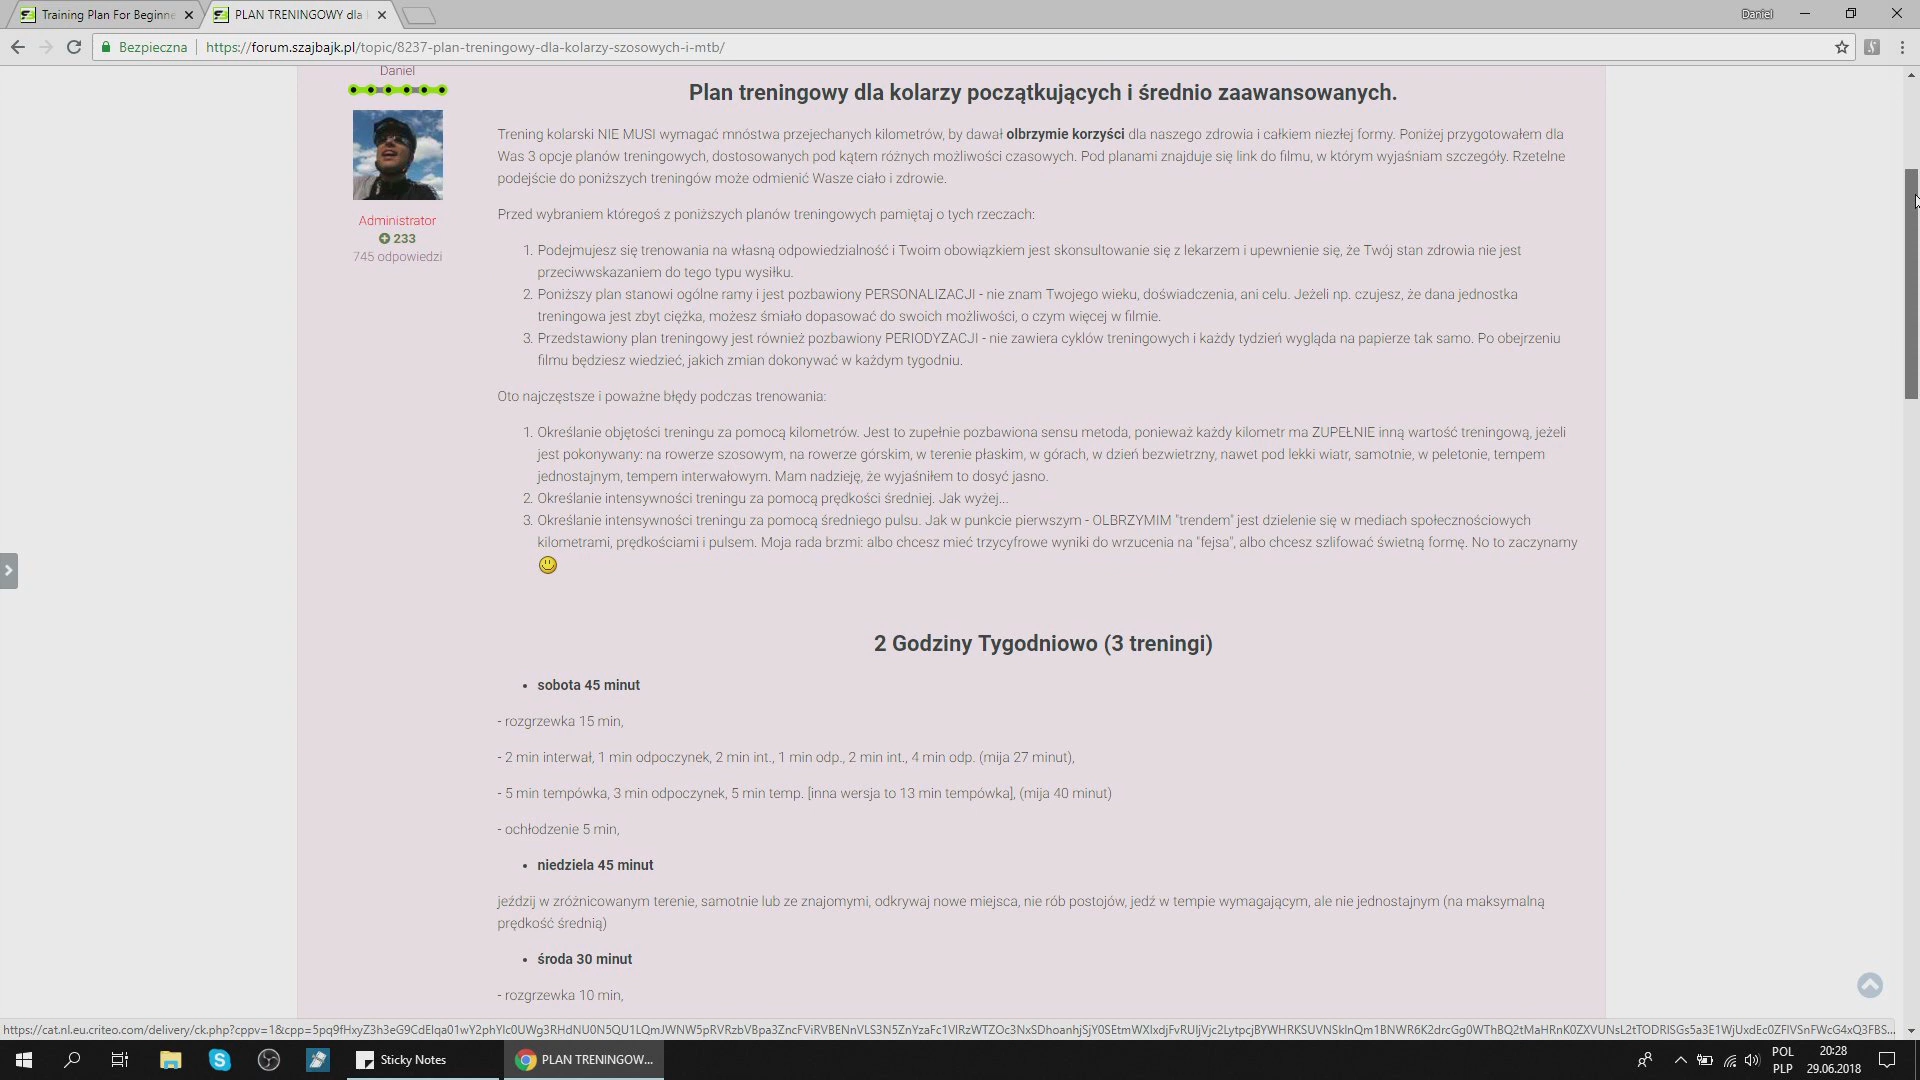 Training Plan For Beginne
PLAN TRENINGOWY dla
Daniel
Bezpieczna
https://forum.szajbajk.pl/topic/8237-plan-treningowy-dla-kolarzy-szosowych-i-mtb/
Daniel
Administrator
233
745 odpowiedzi
Plan treningowy dla kolarzy początkujących i średnio zaawansowanych.
Trening kolarski NIE MUSI wymagać mnóstwa przejechanych kilometrów, by dawał olbrzymie korzyści dla naszego zdrowia i całkiem niezłej formy. Poniżej przygotowałem dla
Was 3 opcje planów treningowych, dostosowanych pod kątem różnych możliwości czasowych. Pod planami znajduje się link do filmu, w którym wyjaśniam szczegóły. Rzetelne
podejście do poniższych treningów może odmienić Wasze ciało i zdrowie.
Przed wybraniem któregoś z poniższych planów treningowych pamiętaj o tych rzeczach:
1. Podejmujesz się trenowania na własną odpowiedzialność i Twoim obowiązkiem jest skonsultowanie się z lekarzem i upewnienie się, że Twój stan zdrowia nie jest
przeciwwskazaniem do tego typu wysiłku.
2. Poniższy plan stanowi ogólne ramy i jest pozbawiony PERSONALIZACJI - nie znam Twojego wieku, doświadczenia, ani celu. Jeżeli np. czujesz, że dana jednostka
treningowa jest zbyt ciężka, możesz śmiało dopasować do swoich możliwości, o czym więcej w filmie.
3. Przedstawiony plan treningowy jest również pozbawiony PERIODYZACJI - nie zawiera cyklów treningowych i każdy tydzień wygląda na papierze tak samo. Po obejrzeniu
filmu będziesz wiedzieć, jakich zmian dokonywać w każdym tygodniu.
Oto najczęstsze i poważne błędy podczas trenowania:
1. Określanie objętości treningu za pomocą kilometrów. Jest to zupełnie pozbawiona sensu metoda, ponieważ każdy kilometr ma ZUPEŁNIE inną wartość treningową, jeżeli
jest pokonywany: na rowerze szosowym, na rowerze górskim, w terenie płaskim, w górach, w dzień bezwietrzny, nawet pod lekki wiatr, samotnie, w peletonie, tempem
jednostajnym, tempem interwałowym. Mam nadzieję, że wyjaśniłem to dosyć jasno.
2. Określanie intensywności treningu za pomocą prędkości średniej. Jak wyżej...
3. Określanie intensywności treningu za pomocą średniego pulsu. Jak w punkcie pierwszym - OLBRZYMIM "trendem" jest dzielenie się w mediach społecznościowych
kilometrami, prędkościami i pulsem. Moja rada brzmi: albo chcesz mieć trzycyfrowe wyniki do wrzucenia na "fejsa", albo chcesz szlifować świetną formę. No to zaczynamy
2 Godziny Tygodniowo (3 treningi)
• sobota 45 minut
- rozgrzewka 15 min,
- 2 min interwał, 1 min odpoczynek, 2 min int., 1 min odp., 2 min int., 4 min odp. (mija 27 minut),
- 5 min tempówka, 3 min odpoczynek, 5 min temp. [inna wersja to 13 min tempówka], (mija 40 minut)
- ochłodzenie 5 min,
• niedziela 45 minut
jeździj w zróżnicowanym terenie, samotnie lub ze znajomymi, odkrywaj nowe miejsca, nie rób postojów, jedź w tempie wymagającym, ale nie jednostajnym (na maksymalną
prędkość średnią)
• środa 30 minut
- rozgrzewka 10 min,
Sticky Notes
PLAN TRENINGOW...
POL
PLP
20:28
29.06.2018